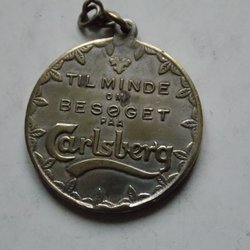 TIL MINDE
OM
BESØGET
PAA
Carlsberg